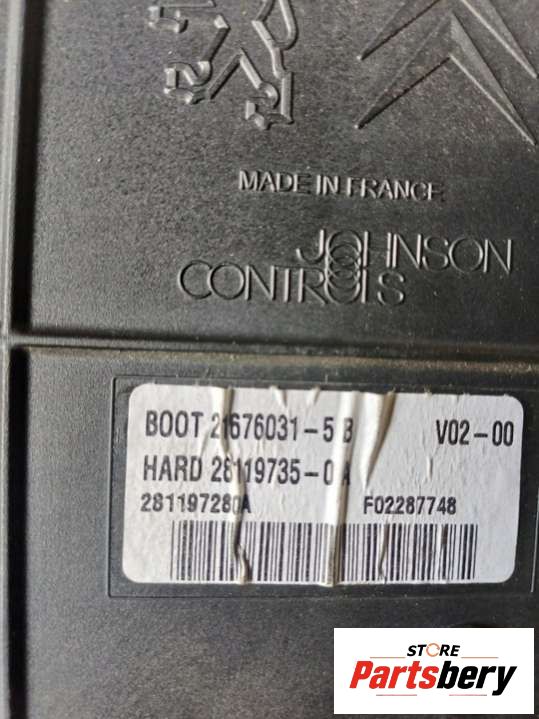 MADE IN FRANCE
JOHNSON
CONTROLS
BOOT 21676031-5 B V02-00
HARD 28119735-0 A
281197280A F02287748
STORE
Partsbery